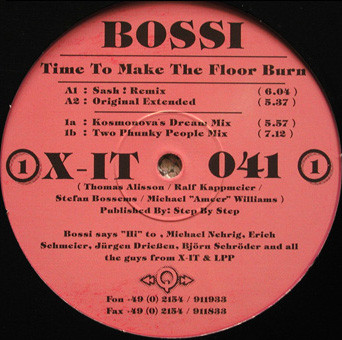 BOSSI
Time To Make The Floor Burn
A1 : Sash! Remix ( 6.04 )
A2 : Original Extended ( 5.37 )
1a : Kosmonova's Dream Mix ( 5.57 )
1b : Two Phunky People Mix ( 7.12 )
1 X-IT 041 1
( Thomas Alisson / Ralf Kappmeier /
Stefan Bossems / Michael "Ameer" Williams )
Published By: Step By Step
Bossi says "Hi" to , Michael Nehrig, Erich
Schmeier, Jürgen Drießen, Björn Schröder and all
the guys from X-IT & LPP
Fon +49 (0) 2154 / 911933
Fax +49 (0) 2154 / 911833